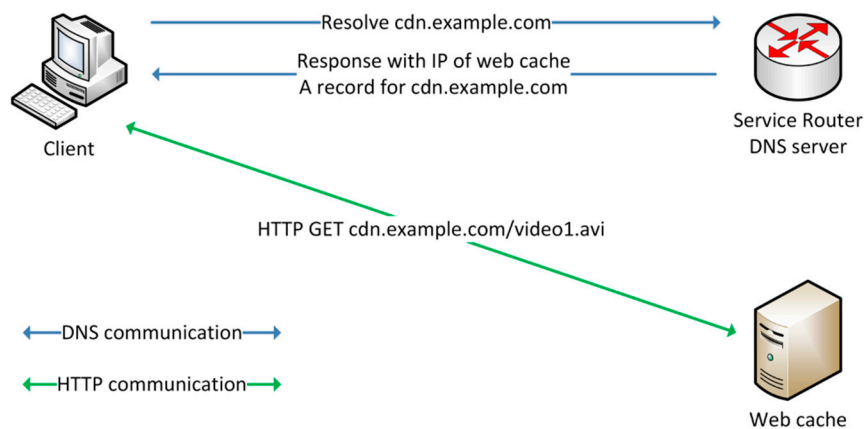 Resolve cdn.example.com
Response with IP of web cache
A record for cdn.example.com
Client
Service Router
DNS server
HTTP GET cdn.example.com/video1.avi
DNS communication
HTTP communication
Web cache